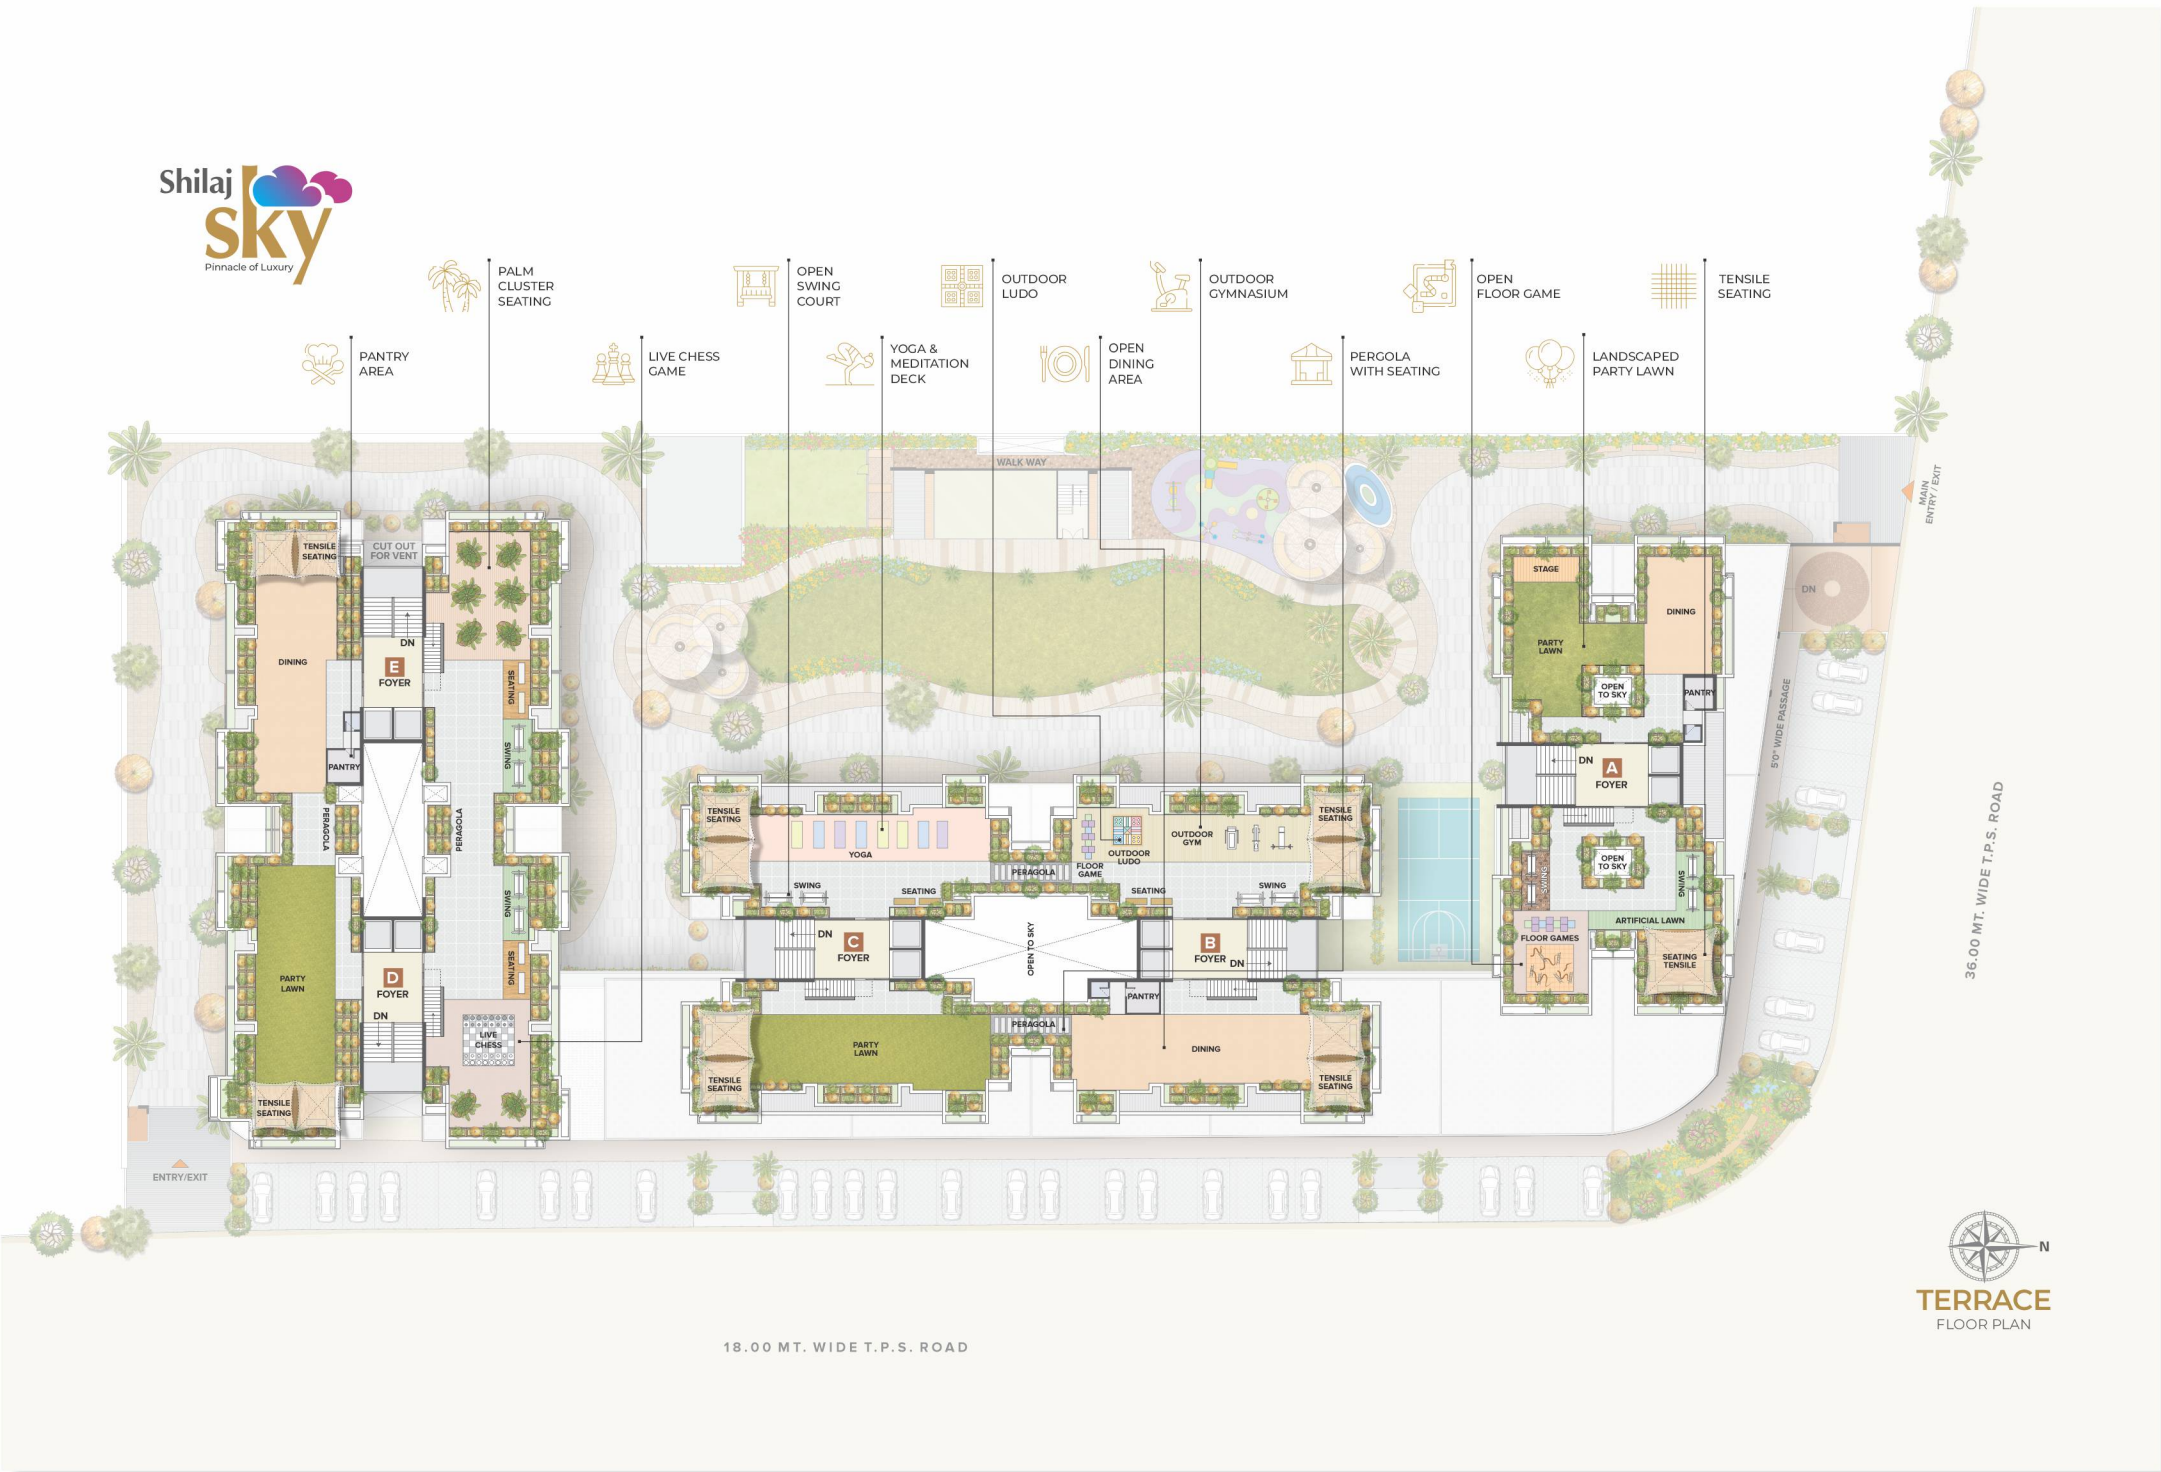 Shilaj
sky
Pinnacle of Luxury
PALM
CLUSTER
SEATING
OPEN
SWING
COURT
OUTDOOR
LUDO
OUTDOOR
GYMNASIUM
OPEN
FLOOR GAME
TENSILE
SEATING
PANTRY
AREA
LIVE CHESS
GAME
YOGA &
MEDITATION
DECK
OPEN
DINING
AREA
PERGOLA
WITH SEATING
LANDSCAPED
PARTY LAWN
WALK WAY
MAIN
ENTRY / EXIT
TENSILE
SEATING
CUT OUT
FOR VENT
DN
DINING
E
FOYER
SEATING
SWING
PANTRY
PERAGOLA
PERAGOLA
SWING
SEATING
PARTY
LAWN
D
FOYER
DN
LIVE
CHESS
TENSILE
SEATING
ENTRY/EXIT
TENSILE
SEATING
YOGA
SWING
SEATING
PERAGOLA
FLOOR
GAME
OUTDOOR
LUDO
OUTDOOR
GYM
TENSILE
SEATING
SEATING
SWING
DN
C
FOYER
OPEN TO SKY
B
FOYER
DN
PANTRY
PERAGOLA
PARTY
LAWN
DINING
TENSILE
SEATING
TENSILE
SEATING
STAGE
DINING
PARTY
LAWN
OPEN
TO SKY
PANTRY
DN
A
FOYER
OPEN
TO SKY
SWING
SWING
ARTIFICIAL LAWN
FLOOR GAMES
SEATING
TENSILE
DN
5'0" WIDE PASSAGE
36.00 MT. WIDE T.P.S. ROAD
N
TERRACE
FLOOR PLAN
18.00 MT. WIDE T.P.S. ROAD